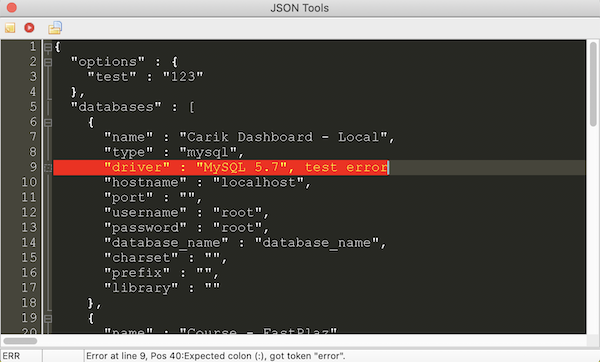 JSON Tools
1 {
2 "options" : {
3 "test" : "123"
4 },
5 "databases" : [
6 {
7 "name" : "Carik Dashboard - Local",
8 "type" : "mysql",
9 "driver" : "MySQL 5.7", test error
10 "hostname" : "localhost",
11 "port" : "",
12 "username" : "root",
13 "password" : "root",
14 "database_name" : "database_name",
15 "charset" : "",
16 "prefix" : "",
17 "library" : ""
18 },
19 {
20 "name" : "Course - FastPlaz"
ERR Error at line 9, Pos 40:Expected colon (:), got token "error".